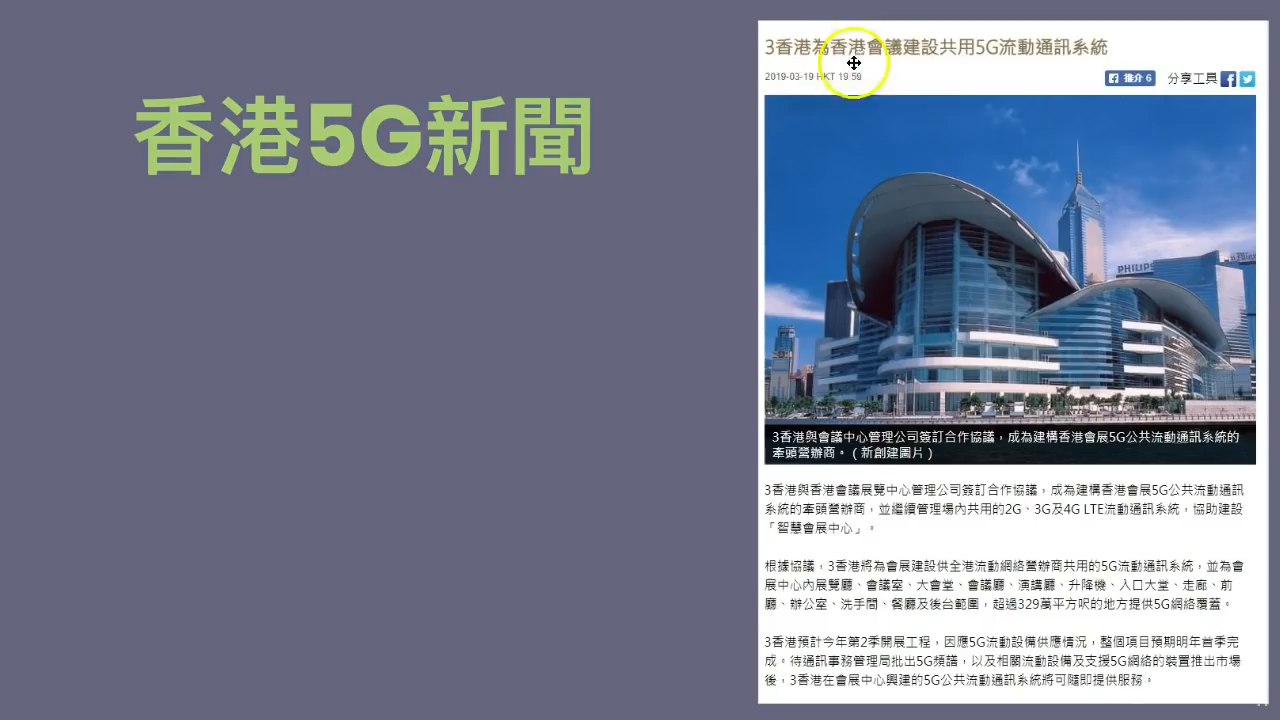 香港5G新聞
3香港為香港會議建設共用5G流動通訊系統
2019-03-19 HKT 19:59
推介 6
分享工具
PHILIPS
3香港與會議中心管理公司簽訂合作協議，成為建構香港會展5G公共流動通訊系統的
牽頭營辦商。（新創建圖片）
3香港與香港會議展覽中心管理公司簽訂合作協議，成為建構香港會展5G公共流動通訊
系統的牽頭營辦商，並繼續管理場內共用的2G、3G及4G LTE流動通訊系統，協助建設
「智慧會展中心」。
根據協議，3香港將為會展建設供全港流動網絡營辦商共用的5G流動通訊系統，並為會
展中心內展覽廳、會議室、大會堂、會議廳、演講廳、升降機、入口大堂、走廊、前
廳、辦公室、洗手間、餐廳及後台範圍，超過329萬平方呎的地方提供5G網絡覆蓋。
3香港預計今年第2季開展工程，因應5G流動設備供應情況，整個項目預期明年首季完
成。待通訊事務管理局批出5G頻譜，以及相關流動設備及支援5G網絡的裝置推出市場
後，3香港在會展中心興建的5G公共流動通訊系統將可隨即提供服務。